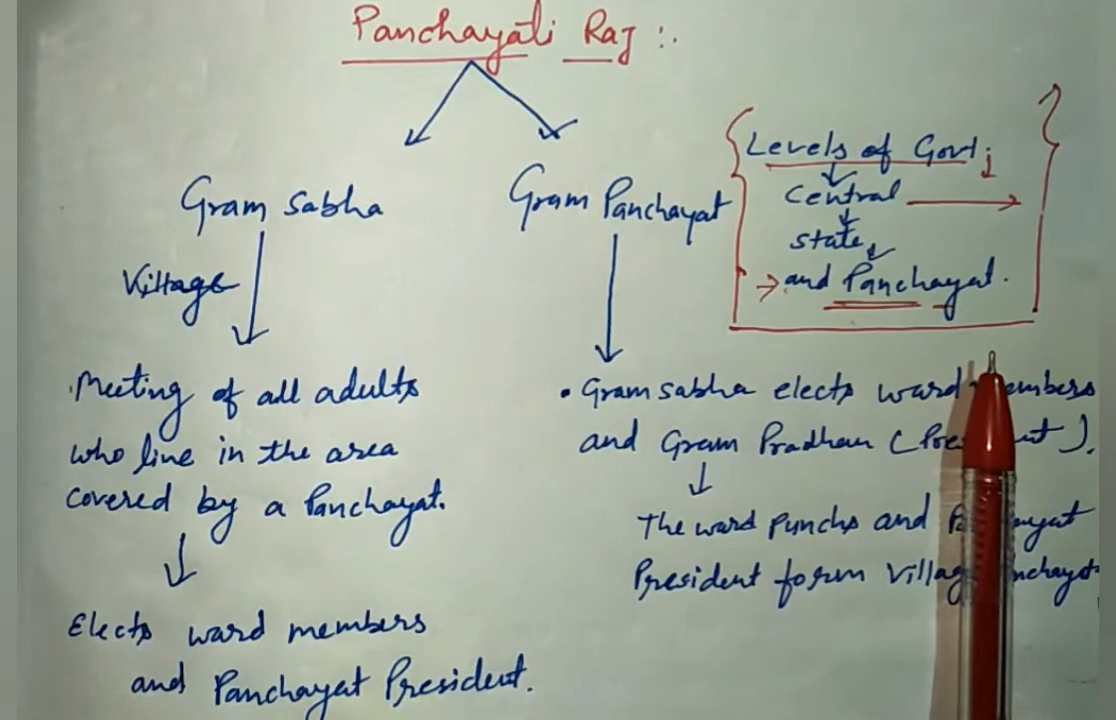 Panchayati Raj :.
Gram Sabha
Village
Meeting of all adults
who line in the area
covered by a Panchayat.
Elects ward members
and Panchayat President.
Gram Panchayat
• Gram sabha elects ward
and Gram Pradhan
The ward Punchs and
President form
Levels of Govt;
Central
state,
and Panchayat.